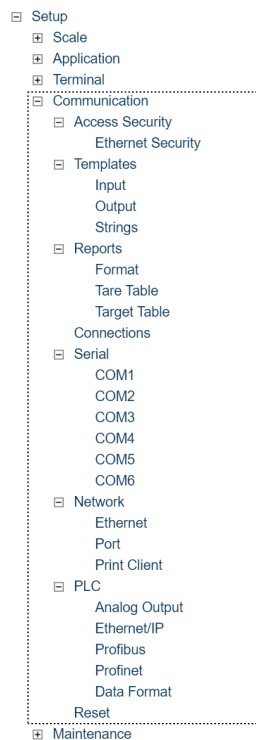 Setup
Scale
Application
Terminal
Communication
Access Security
Ethernet Security
Templates
Input
Output
Strings
Reports
Format
Tare Table
Target Table
Connections
Serial
COM1
COM2
COM3
COM4
COM5
COM6
Network
Ethernet
Port
Print Client
PLC
Analog Output
Ethernet/IP
Profibus
Profinet
Data Format
Reset
Maintenance